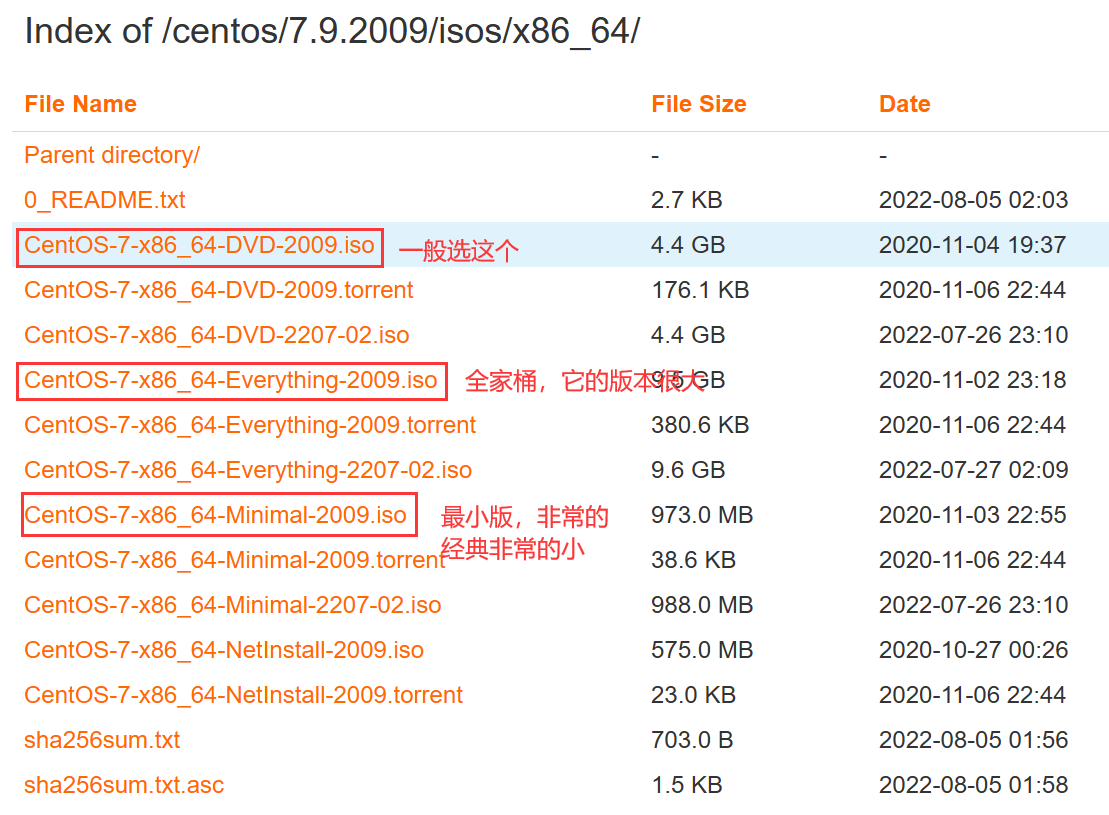 Index of /centos/7.9.2009/isos/x86_64/
File Name File Size Date
Parent directory/ - -
0_README.txt 2.7 KB 2022-08-05 02:03
CentOS-7-x86_64-DVD-2009.iso 一般选这个 4.4 GB 2020-11-04 19:37
CentOS-7-x86_64-DVD-2009.torrent 176.1 KB 2020-11-06 22:44
CentOS-7-x86_64-DVD-2207-02.iso 4.4 GB 2022-07-26 23:10
CentOS-7-x86_64-Everything-2009.iso 全家桶，它的版本很大 9.5 GB 2020-11-02 23:18
CentOS-7-x86_64-Everything-2009.torrent 380.6 KB 2020-11-06 22:44
CentOS-7-x86_64-Everything-2207-02.iso 9.6 GB 2022-07-27 02:09
CentOS-7-x86_64-Minimal-2009.iso 最小版，非常的 973.0 MB 2020-11-03 22:55
经典非常的小
CentOS-7-x86_64-Minimal-2009.torrent 38.6 KB 2020-11-06 22:44
CentOS-7-x86_64-Minimal-2207-02.iso 988.0 MB 2022-07-26 23:10
CentOS-7-x86_64-NetInstall-2009.iso 575.0 MB 2020-10-27 00:26
CentOS-7-x86_64-NetInstall-2009.torrent 23.0 KB 2020-11-06 22:44
sha256sum.txt 703.0 B 2022-08-05 01:56
sha256sum.txt.asc 1.5 KB 2022-08-05 01:58